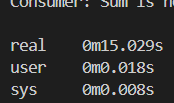 Consumer: Sum is
real 0m15.029s
user 0m0.018s
sys 0m0.008s